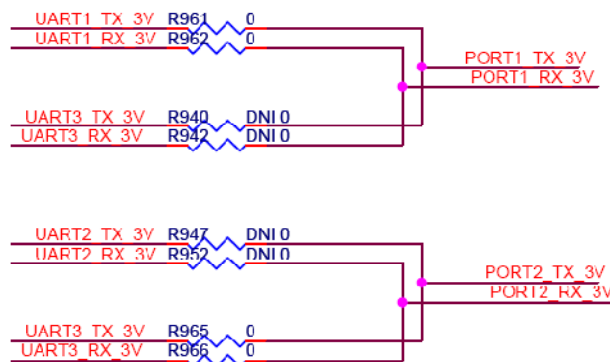 UART1_TX_3V R961 0
UART1_RX_3V R962 0
PORT1_TX_3V
PORT1_RX_3V
UART3_TX_3V R940 DNI 0
UART3_RX_3V R942 DNI 0
UART2_TX_3V R947 DNI 0
UART2_RX_3V R952 DNI 0
PORT2_TX_3V
PORT2_RX_3V
UART3_TX_3V R965 0
UART3_RX_3V R966 0